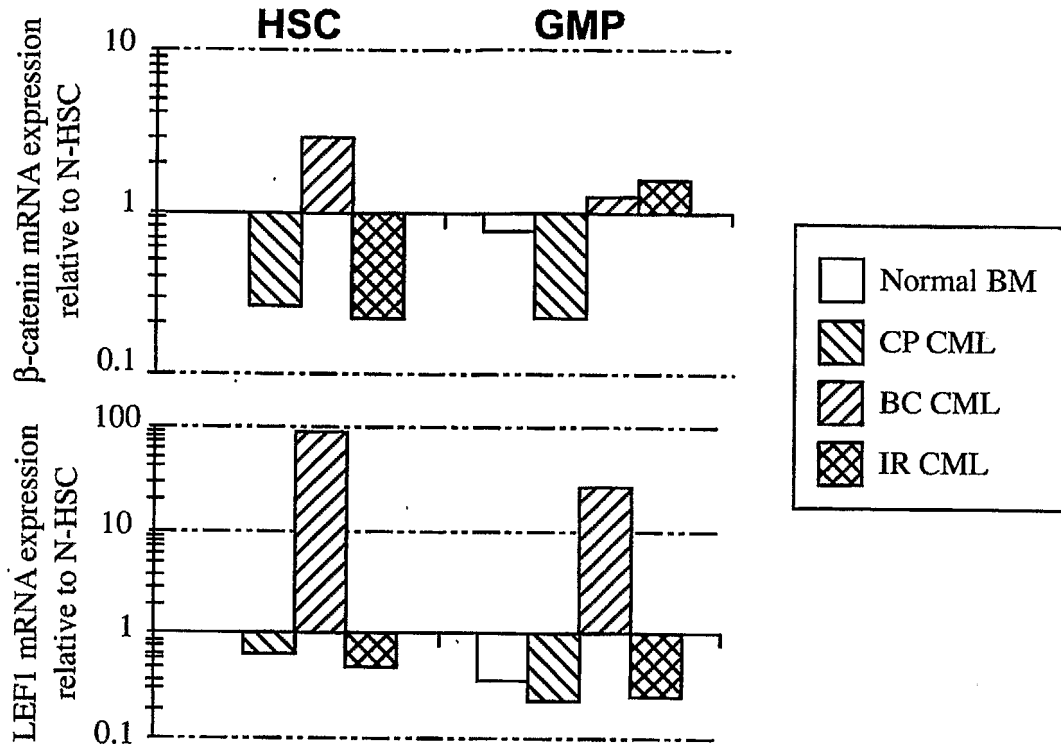 HSC GMP
β-catenin mRNA expression
relative to N-HSC
10
1
0.1
LEF1 mRNA expression
relative to N-HSC
100
10
1
0.1
Normal BM
CP CML
BC CML
IR CML